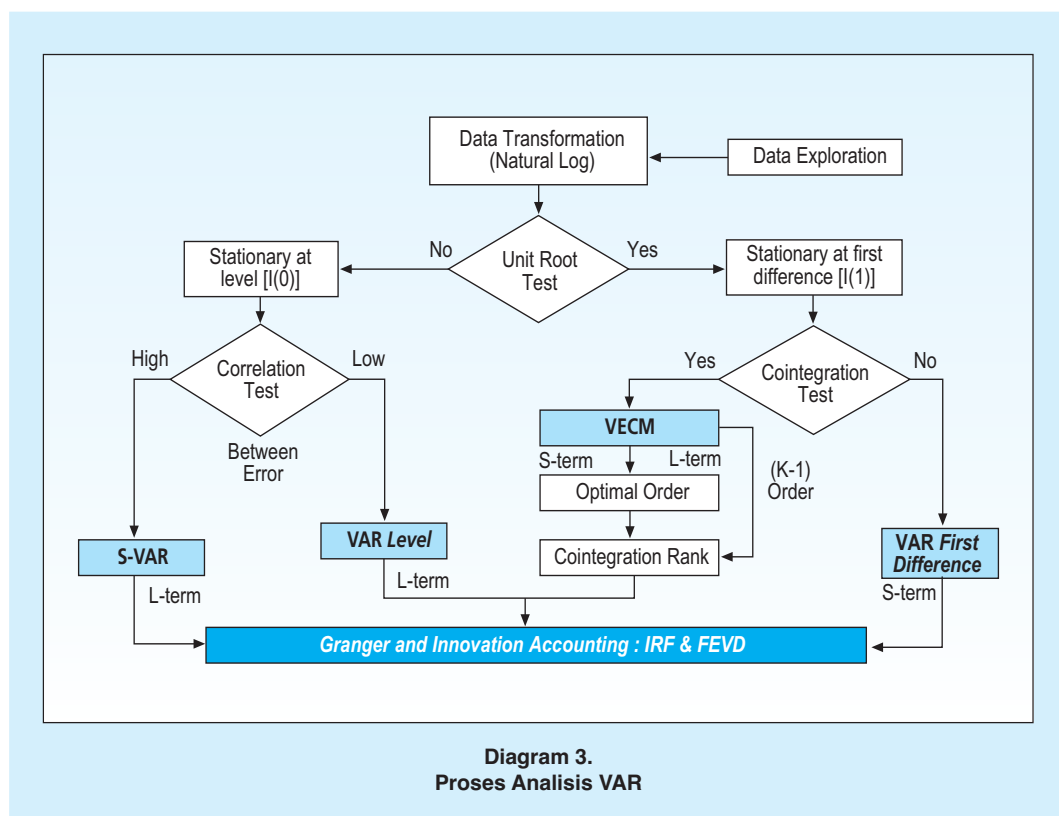 Data Transformation
(Natural Log)
Data Exploration
No
Unit Root
Test
Yes
Stationary at
level [I(0)]
Stationary at first
difference [I(1)]
High
Correlation
Test
Low
Between
Error
Yes
Cointegration
Test
No
VECM
S-term
L-term
(K-1)
Order
Optimal Order
Cointegration Rank
S-VAR
L-term
VAR Level
L-term
VAR First
Difference
S-term
Granger and Innovation Accounting : IRF & FEVD
Diagram 3.
Proses Analisis VAR